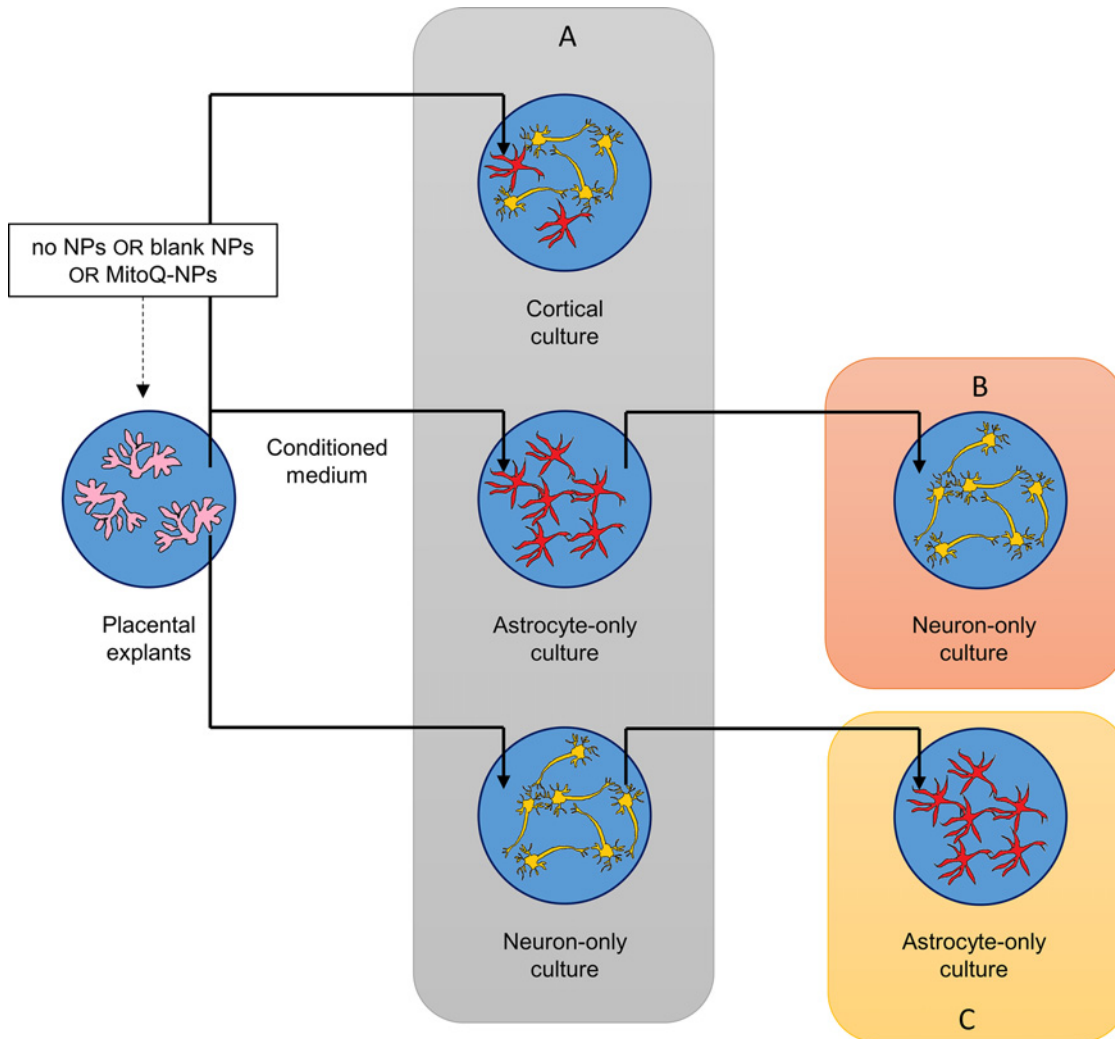 A
no NPs OR blank NPs
OR MitoQ-NPs
Cortical
culture
B
Conditioned
medium
Placental
explants
Astrocyte-only
culture
Neuron-only
culture
Neuron-only
culture
Astrocyte-only
culture
C